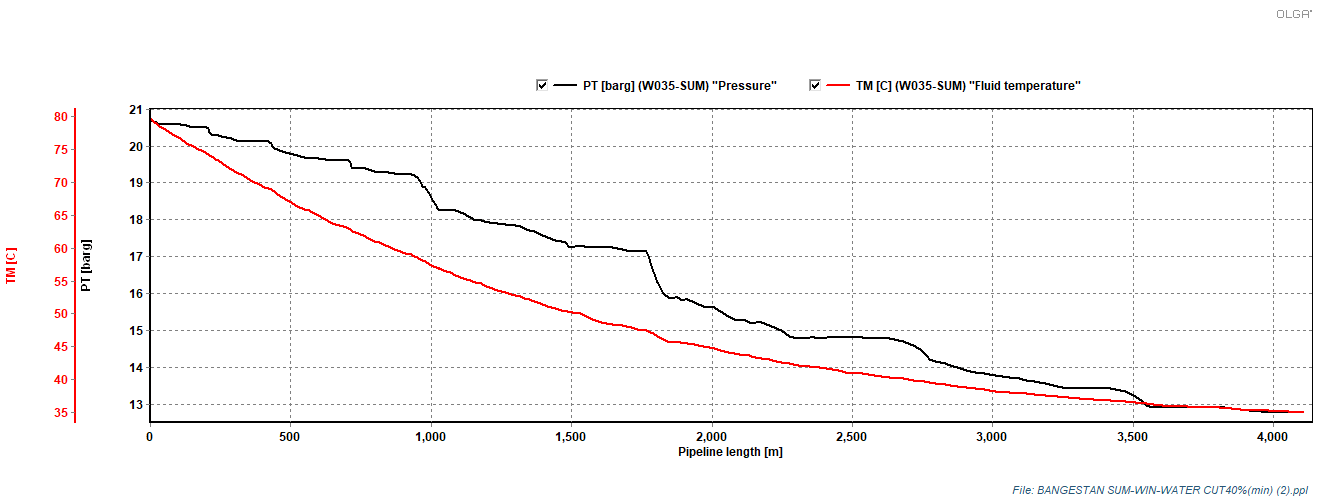 OLGA
PT [barg] (W035-SUM) "Pressure"
TM [C] (W035-SUM) "Fluid temperature"
TM [C]
80
75
70
65
60
55
50
45
40
35
PT [barg]
21
20
19
18
17
16
15
14
13
0 500 1,000 1,500 2,000 2,500 3,000 3,500 4,000
Pipeline length [m]
File: BANGESTAN SUM-WIN-WATER CUT40%(min) (2).ppl